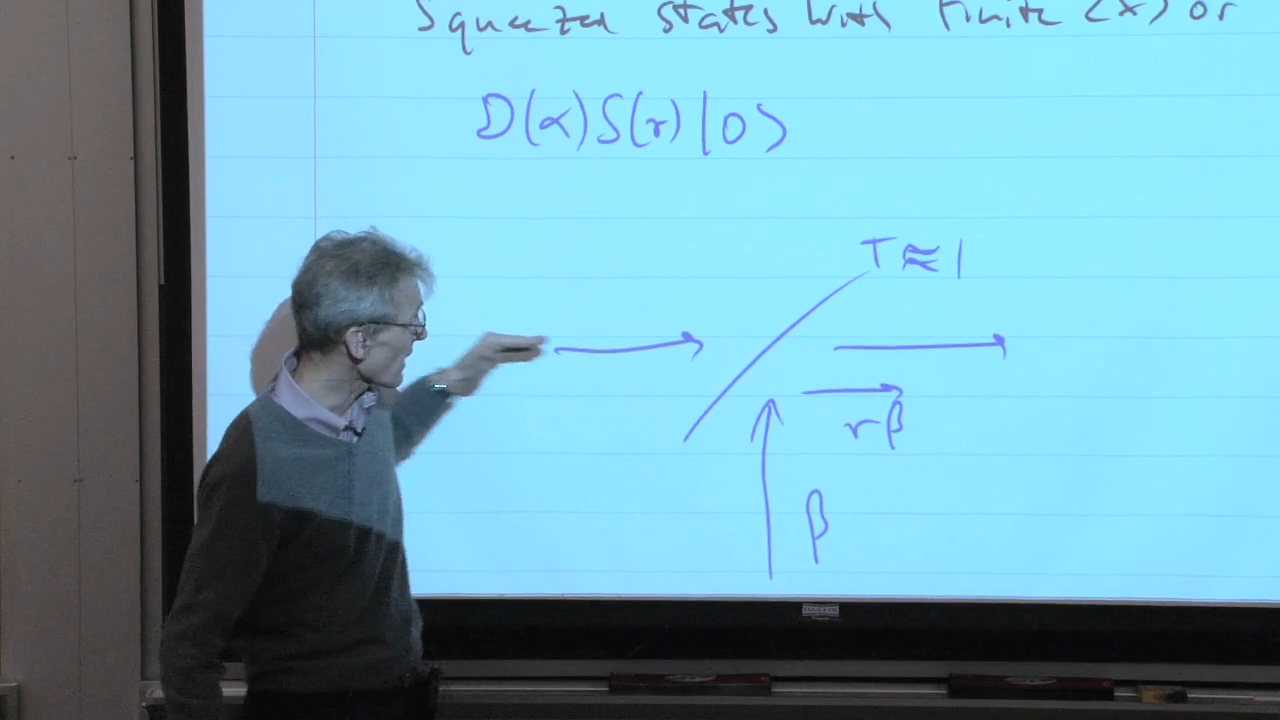 Squeezed states with finite ⟨x⟩ or
D(α)S(r)|0⟩
T ≈ 1
rβ
β